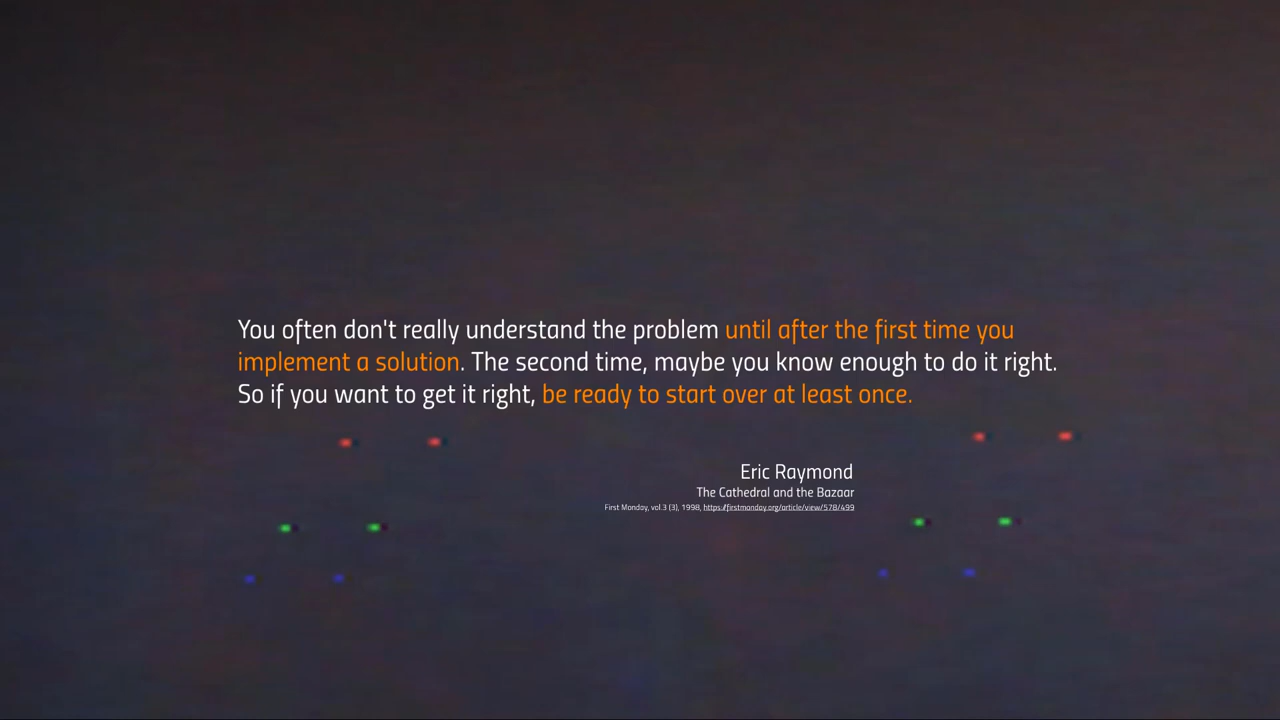 You often don't really understand the problem until after the first time you
implement a solution. The second time, maybe you know enough to do it right.
So if you want to get it right, be ready to start over at least once.
Eric Raymond
The Cathedral and the Bazaar
First Monday, vol.3 (3), 1998, https://firstmonday.org/article/view/578/499